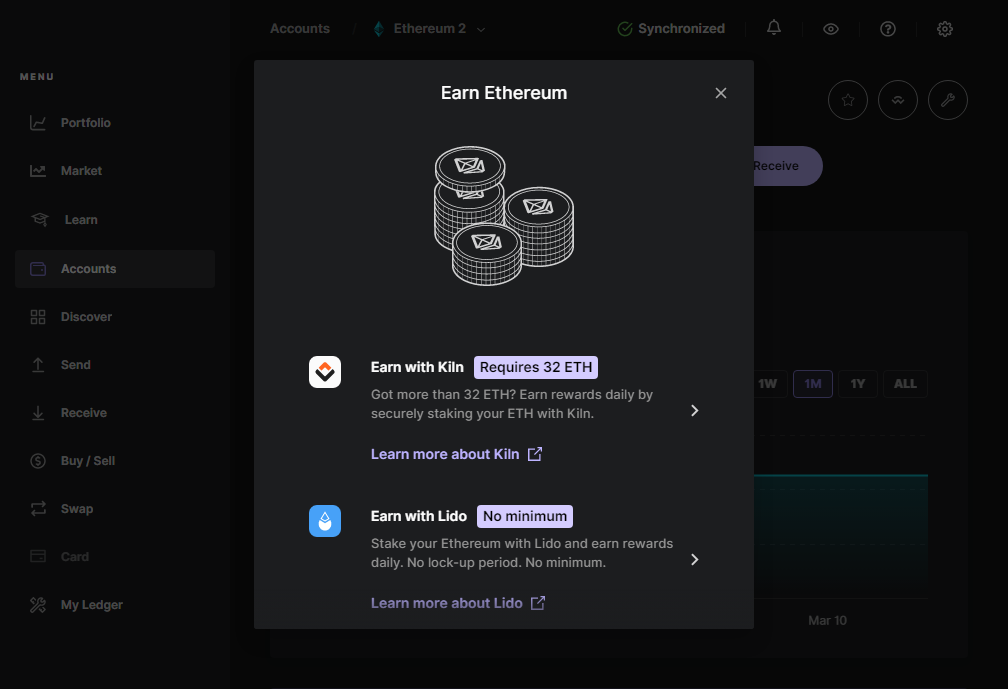 Accounts / Ethereum 2
Synchronized
MENU
Portfolio
Market
Learn
Accounts
Discover
Send
Receive
Buy / Sell
Swap
Card
My Ledger
Earn Ethereum
Earn with Kiln Requires 32 ETH
Got more than 32 ETH? Earn rewards daily by
securely staking your ETH with Kiln.
Learn more about Kiln
Earn with Lido No minimum
Stake your Ethereum with Lido and earn rewards
daily. No lock-up period. No minimum.
Learn more about Lido
Receive
1W 1M 1Y ALL
Mar 10